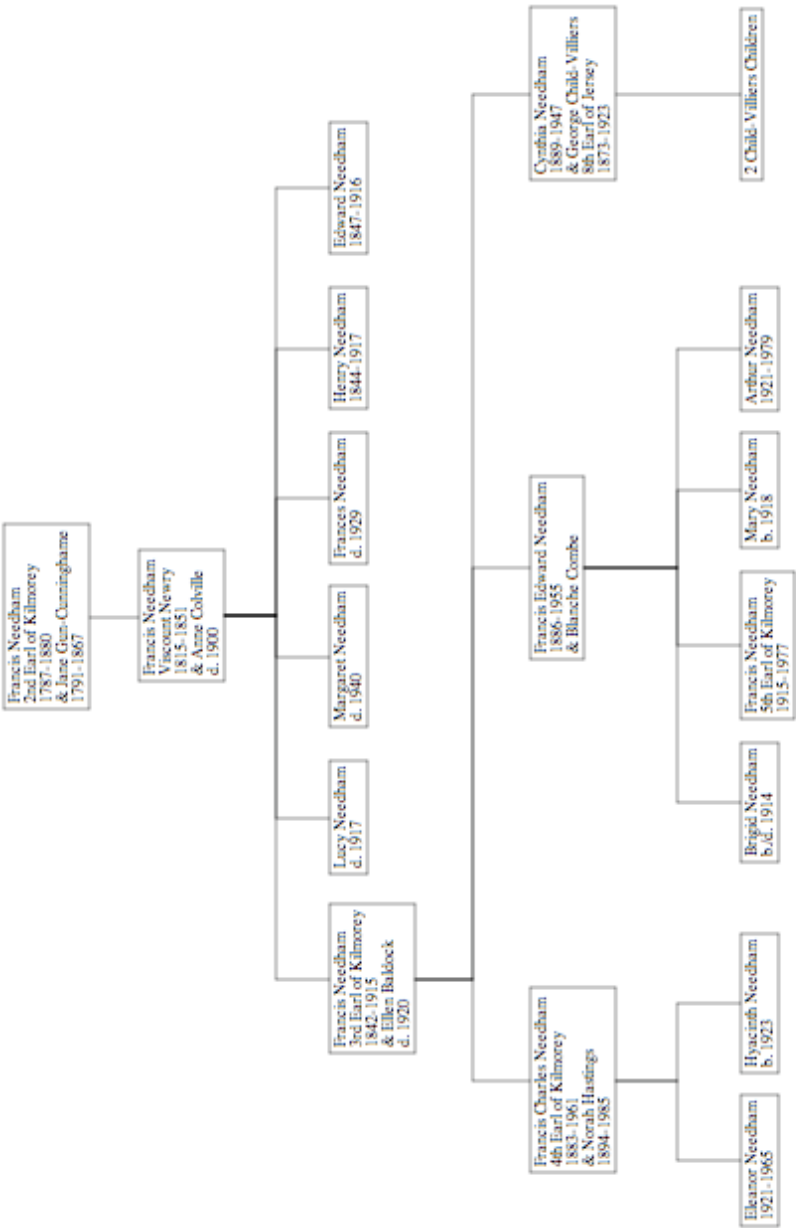 Francis Needham
2nd Earl of Kilmorey
1787-1880
& Jane Gun-Cunninghame
1791-1867
Francis Needham
Viscount Newry
1815-1851
& Anne Colville
d. 1900
Francis Needham
3rd Earl of Kilmorey
1842-1915
& Ellen Baldock
d. 1920
Lucy Needham
d. 1917
Margaret Needham
d. 1940
Frances Needham
d. 1929
Henry Needham
1844-1917
Edward Needham
1847-1916
Francis Charles Needham
4th Earl of Kilmorey
1883-1961
& Norah Hastings
1894-1985
Francis Edward Needham
1886-1955
& Blanche Combe
Cynthia Needham
1889-1947
& George Child-Villiers
8th Earl of Jersey
1873-1923
Eleanor Needham
1921-1965
Hyacinth Needham
b. 1923
Brigid Needham
b./d. 1914
Francis Needham
5th Earl of Kilmorey
1915-1977
Mary Needham
b. 1918
Arthur Needham
1921-1979
2 Child-Villiers Children